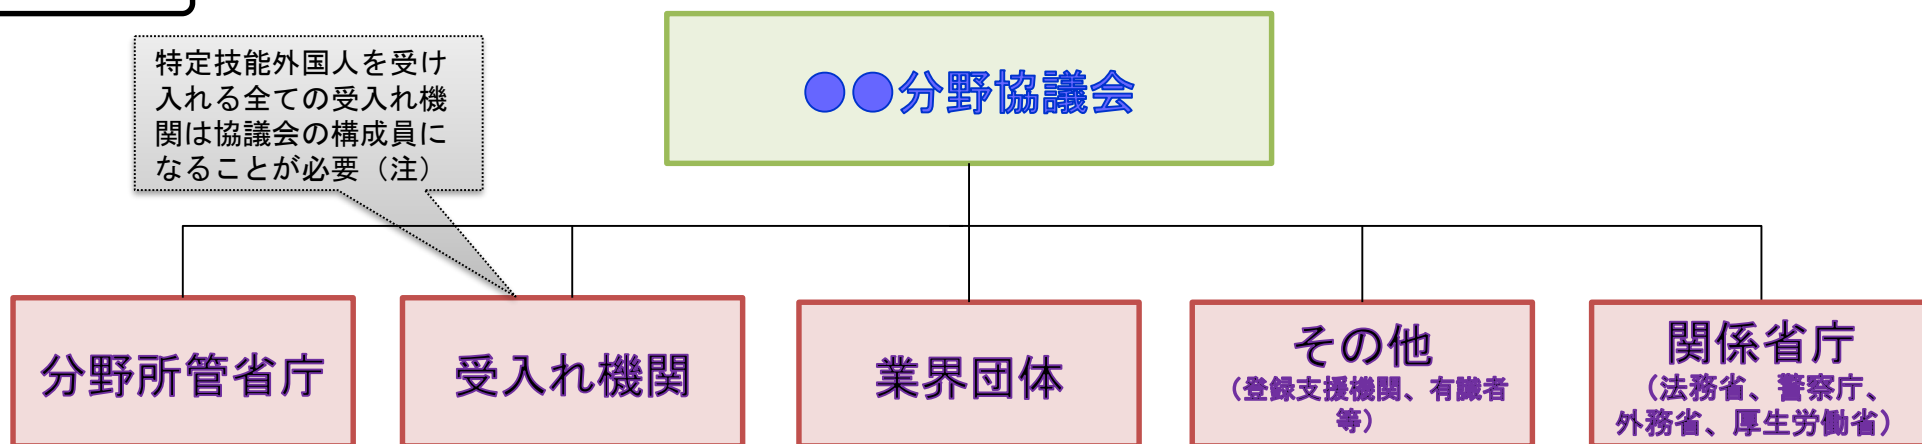 特定技能外国人を受け
入れる全ての受入れ機
関は協議会の構成員に
なることが必要（注）
●●分野協議会
分野所管省庁
受入れ機関
業界団体
その他
（登録支援機関、有識者
等）
関係省庁
（法務省、警察庁、
外務省、厚生労働省）